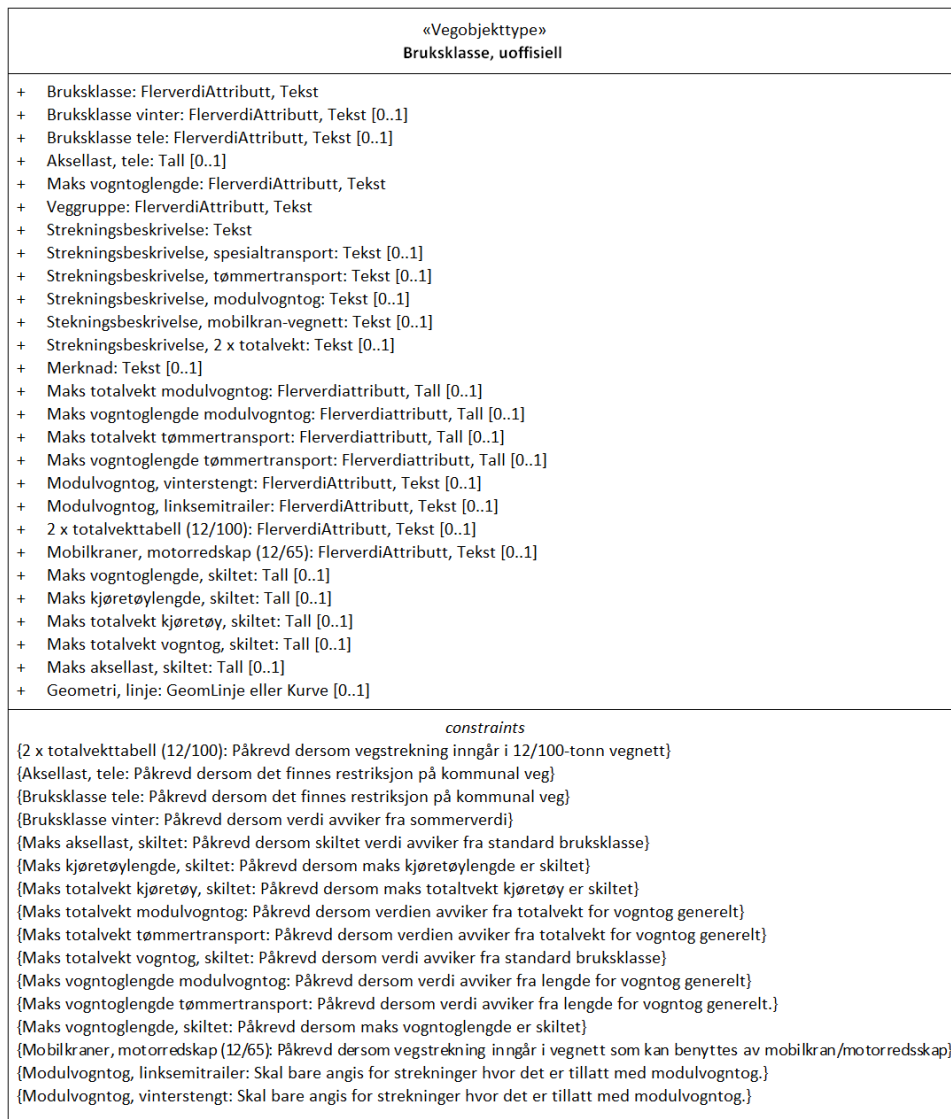 «Vegobjekttype»
Bruksklasse, uoffisiell
+ Bruksklasse: FlerverdiAttributt, Tekst
+ Bruksklasse vinter: FlerverdiAttributt, Tekst [0..1]
+ Bruksklasse tele: FlerverdiAttributt, Tekst [0..1]
+ Aksellast, tele: Tall [0..1]
+ Maks vogntoglengde: FlerverdiAttributt, Tekst
+ Veggruppe: FlerverdiAttributt, Tekst
+ Strekningsbeskrivelse: Tekst
+ Strekningsbeskrivelse, spesialtransport: Tekst [0..1]
+ Strekningsbeskrivelse, tømmertransport: Tekst [0..1]
+ Strekningsbeskrivelse, modulvogntog: Tekst [0..1]
+ Stekningsbeskrivelse, mobilkran-vegnett: Tekst [0..1]
+ Strekningsbeskrivelse, 2 x totalvekt: Tekst [0..1]
+ Merknad: Tekst [0..1]
+ Maks totalvekt modulvogntog: Flerverdiattributt, Tall [0..1]
+ Maks vogntoglengde modulvogntog: Flerverdiattributt, Tall [0..1]
+ Maks totalvekt tømmertransport: Flerverdiattributt, Tall [0..1]
+ Maks vogntoglengde tømmertransport: Flerverdiattributt, Tall [0..1]
+ Modulvogntog, vinterstengt: FlerverdiAttributt, Tekst [0..1]
+ Modulvogntog, linksemitrailer: FlerverdiAttributt, Tekst [0..1]
+ 2 x totalvekttabell (12/100): FlerverdiAttributt, Tekst [0..1]
+ Mobilkraner, motorredskap (12/65): FlerverdiAttributt, Tekst [0..1]
+ Maks vogntoglengde, skiltet: Tall [0..1]
+ Maks kjøretøylengde, skiltet: Tall [0..1]
+ Maks totalvekt kjøretøy, skiltet: Tall [0..1]
+ Maks totalvekt vogntog, skiltet: Tall [0..1]
+ Maks aksellast, skiltet: Tall [0..1]
+ Geometri, linje: GeomLinje eller Kurve [0..1]
constraints
{2 x totalvekttabell (12/100): Påkrevd dersom vegstrekning inngår i 12/100-tonn vegnett}
{Aksellast, tele: Påkrevd dersom det finnes restriksjon på kommunal veg}
{Bruksklasse tele: Påkrevd dersom det finnes restriksjon på kommunal veg}
{Bruksklasse vinter: Påkrevd dersom verdi avviker fra sommerverdi}
{Maks aksellast, skiltet: Påkrevd dersom skiltet verdi avviker fra standard bruksklasse}
{Maks kjøretøylengde, skiltet: Påkrevd dersom maks kjøretøylengde er skiltet}
{Maks totalvekt kjøretøy, skiltet: Påkrevd dersom maks totaltvekt kjøretøy er skiltet}
{Maks totalvekt modulvogntog: Påkrevd dersom verdien avviker fra totalvekt for vogntog generelt}
{Maks totalvekt tømmertransport: Påkrevd dersom verdien avviker fra totalvekt for vogntog generelt}
{Maks totalvekt vogntog, skiltet: Påkrevd dersom verdi avviker fra standard bruksklasse}
{Maks vogntoglengde modulvogntog: Påkrevd dersom verdi avviker fra lengde for vogntog generelt}
{Maks vogntoglengde tømmertransport: Påkrevd dersom verdi avviker fra lengde for vogntog generelt.}
{Maks vogntoglengde, skiltet: Påkrevd dersom maks vogntoglengde er skiltet}
{Mobilkraner, motorredskap (12/65): Påkrevd dersom vegstrekning inngår i vegnett som kan benyttes av mobilkran/motorredsskap}
{Modulvogntog, linksemitrailer: Skal bare angis for strekninger hvor det er tillatt med modulvogntog.}
{Modulvogntog, vinterstengt: Skal bare angis for strekninger hvor det er tillatt med modulvogntog.}